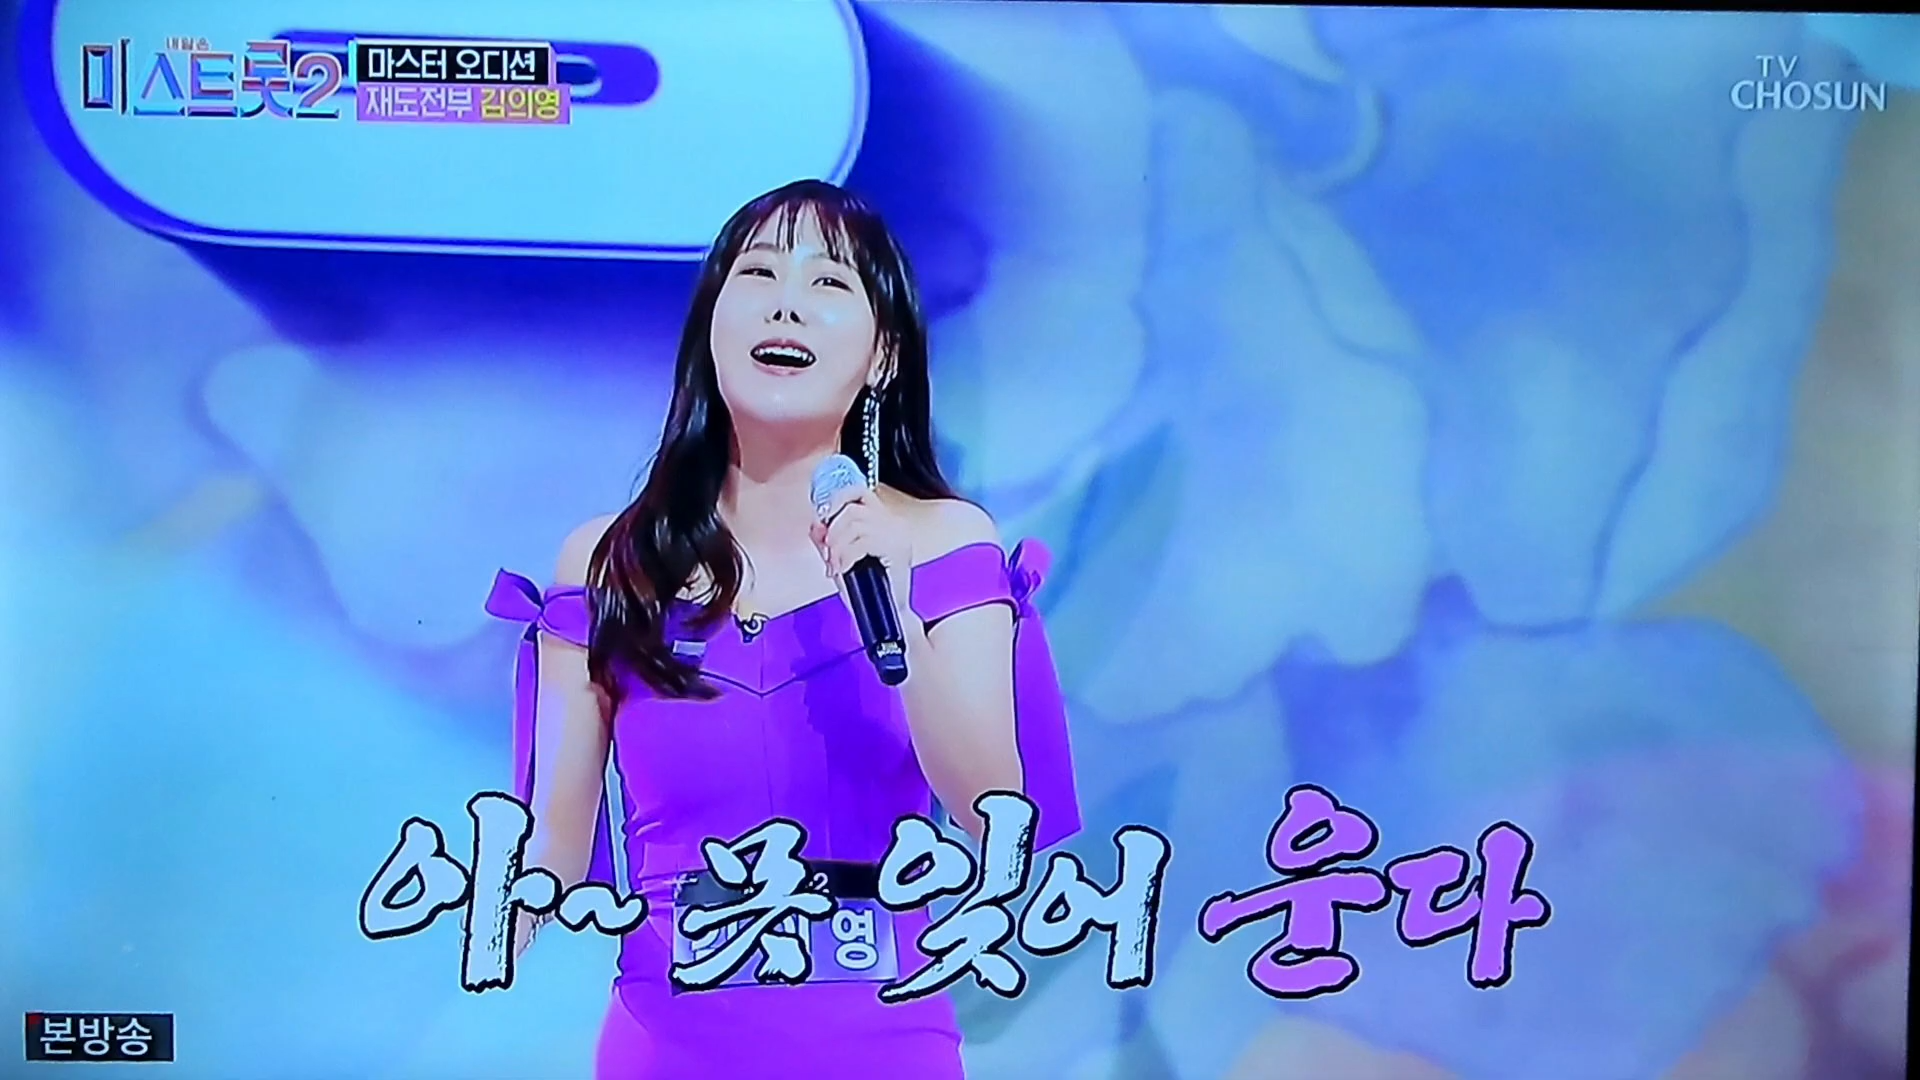 내일은
미스트롯2
마스터 오디션
재도전부 김의영
TV
CHOSUN
아~ 못 잊어 운다
영
본방송